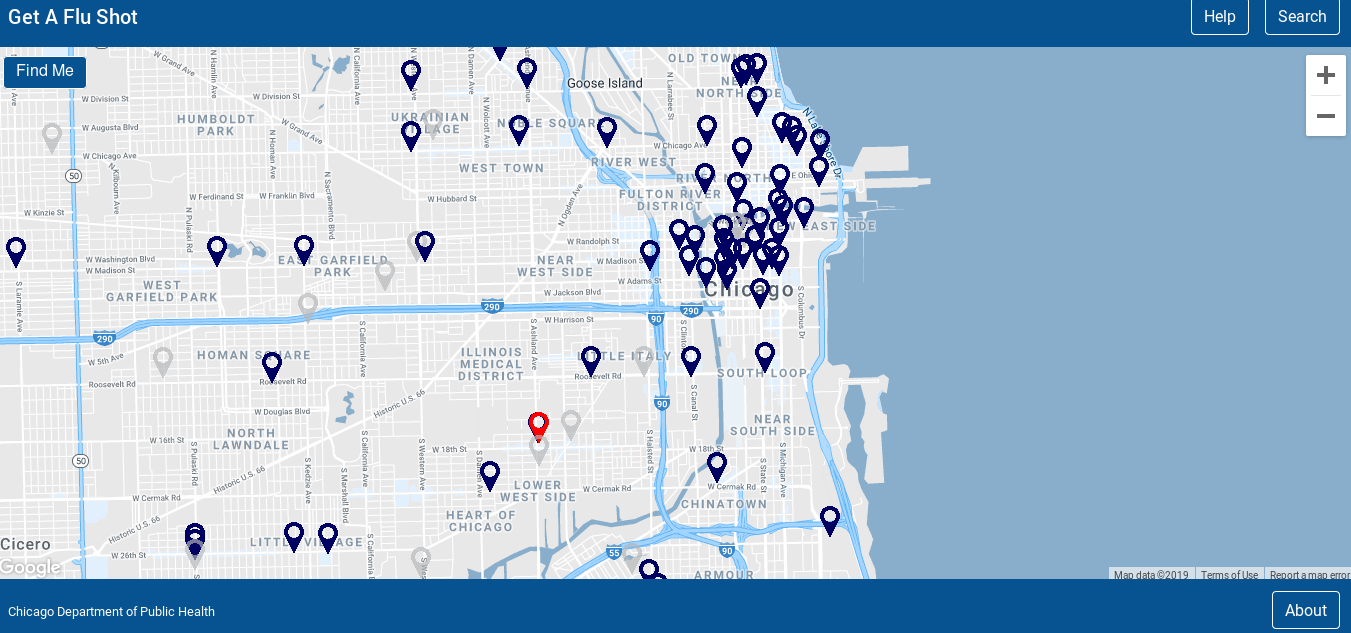 Get A Flu Shot
Help
Search
Find Me
W Grand Ave
OLD TOWN
Goose Island
NEAR
NORTH SIDE
W Division St
W Division St
N Hamlin Ave
N California Ave
N Damen Ave
N Larrabee St
N Lake Shore Dr
HUMBOLDT
PARK
W Grand Ave
UKRAINIAN
VILLAGE
N Wolcott Ave
NOBLE SQUARE
W Augusta Blvd
W Chicago Ave
W Chicago Ave
N Homan Ave
50
N Kilbourn Ave
WEST TOWN
RIVER WEST
RIVER NORTH
E Ohio St
N Sacramento Blvd
W Ferdinand St
W Franklin Blvd
W Hubbard St
N Ogden Ave
FULTON RIVER
DISTRICT
W Kinzie St
N Pulaski Rd
NEW EAST SIDE
W Randolph St
W Washington Blvd
W Madison St
EAST GARFIELD
PARK
NEAR
WEST SIDE
W Madison St
W Adams St
WEST
GARFIELD PARK
S Laramie Ave
W Jackson Blvd
Chicago
290
290
290
90
S Columbus Dr
W Harrison St
S Ashland Ave
S California Ave
S Clinton
W 5th Ave
HOMAN SQUARE
ILLINOIS
MEDICAL
DISTRICT
LITTLE ITALY
SOUTH LOOP
Roosevelt Rd
Roosevelt Rd
Roosevelt Rd
W Douglas Blvd
Historic U.S. 66
90
S Canal St
NEAR
SOUTH SIDE
NORTH
LAWNDALE
W 16th St
W 18th St
W 18th St
S Halsted St
S Pulaski Rd
S Kedzie Ave
S Marshall Blvd
S California Ave
S Western Ave
S Damen Ave
S State St
S Michigan Ave
50
Historic U.S. 66
LOWER
WEST SIDE
W Cermak Rd
W Cermak Rd
W Cermak Rd
CHINATOWN
HEART OF
CHICAGO
Historic U.S. 66
Cicero
LITTLE VILLAGE
W 26th St
S California
55
90
Google
ARMOUR
Map data ©2019
Terms of Use
Report a map error
Chicago Department of Public Health
About